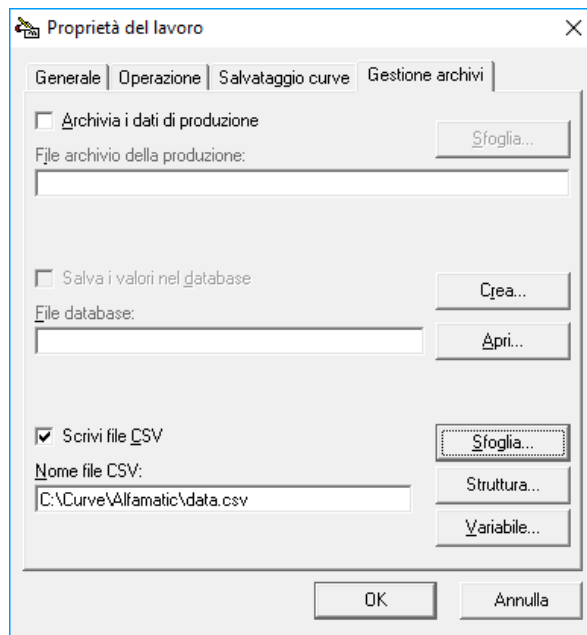 Proprietà del lavoro
Generale Operazione Salvataggio curve Gestione archivi
Archivia i dati di produzione
Sfoglia...
File archivio della produzione:
Salva i valori nel database
Crea...
File database:
Apri...
Scrivi file CSV
Sfoglia...
Nome file CSV:
Struttura...
C:\Curve\Alfamatic\data.csv
Variabile...
OK Annulla